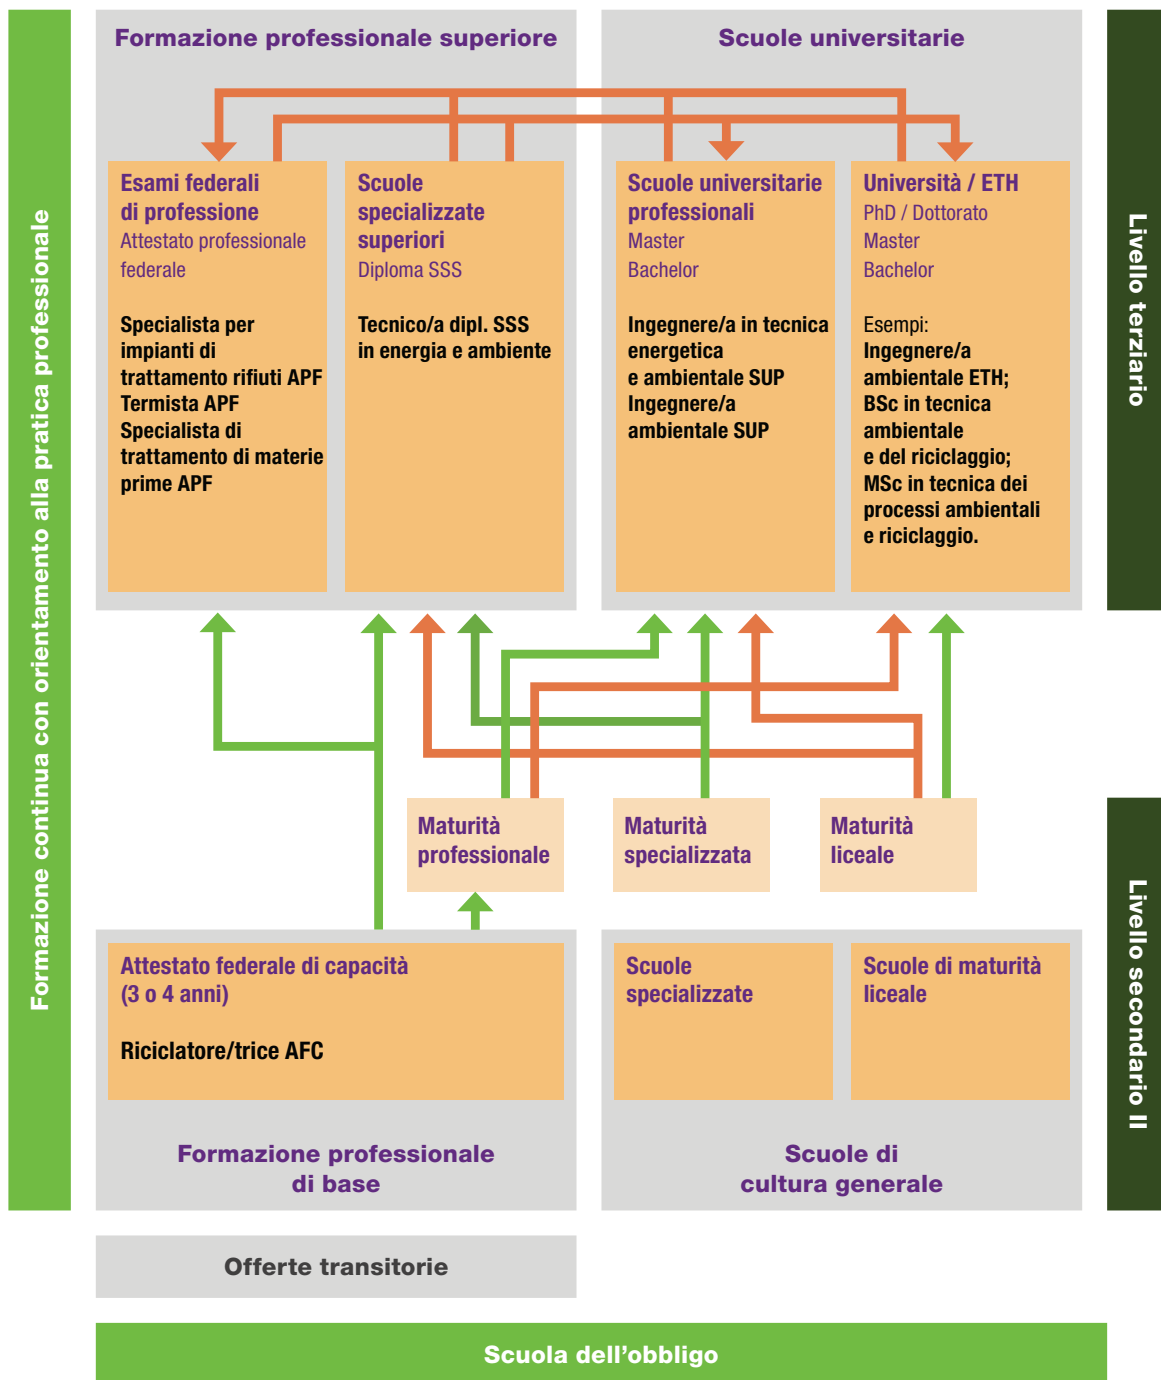 Formazione continua con orientamento alla pratica professionale
Formazione professionale superiore
Esami federali
di professione
Attestato professionale
federale
Specialista per
impianti di
trattamento rifiuti APF
Termista APF
Specialista di
trattamento di materie
prime APF
Scuole
specializzate
superiori
Diploma SSS
Tecnico/a dipl. SSS
in energia e ambiente
Scuole universitarie
Scuole universitarie
professionali
Master
Bachelor
Ingegnere/a in tecnica
energetica
e ambientale SUP
Ingegnere/a
ambientale SUP
Università / ETH
PhD / Dottorato
Master
Bachelor
Esempi:
Ingegnere/a
ambientale ETH;
BSc in tecnica
ambientale
e del riciclaggio;
MSc in tecnica dei
processi ambientali
e riciclaggio.
Livello terziario
Maturità
professionale
Maturità
specializzata
Maturità
liceale
Attestato federale di capacità
(3 o 4 anni)
Riciclatore/trice AFC
Formazione professionale
di base
Scuole
specializzate
Scuole di maturità
liceale
Scuole di
cultura generale
Livello secondario II
Offerte transitorie
Scuola dell'obbligo